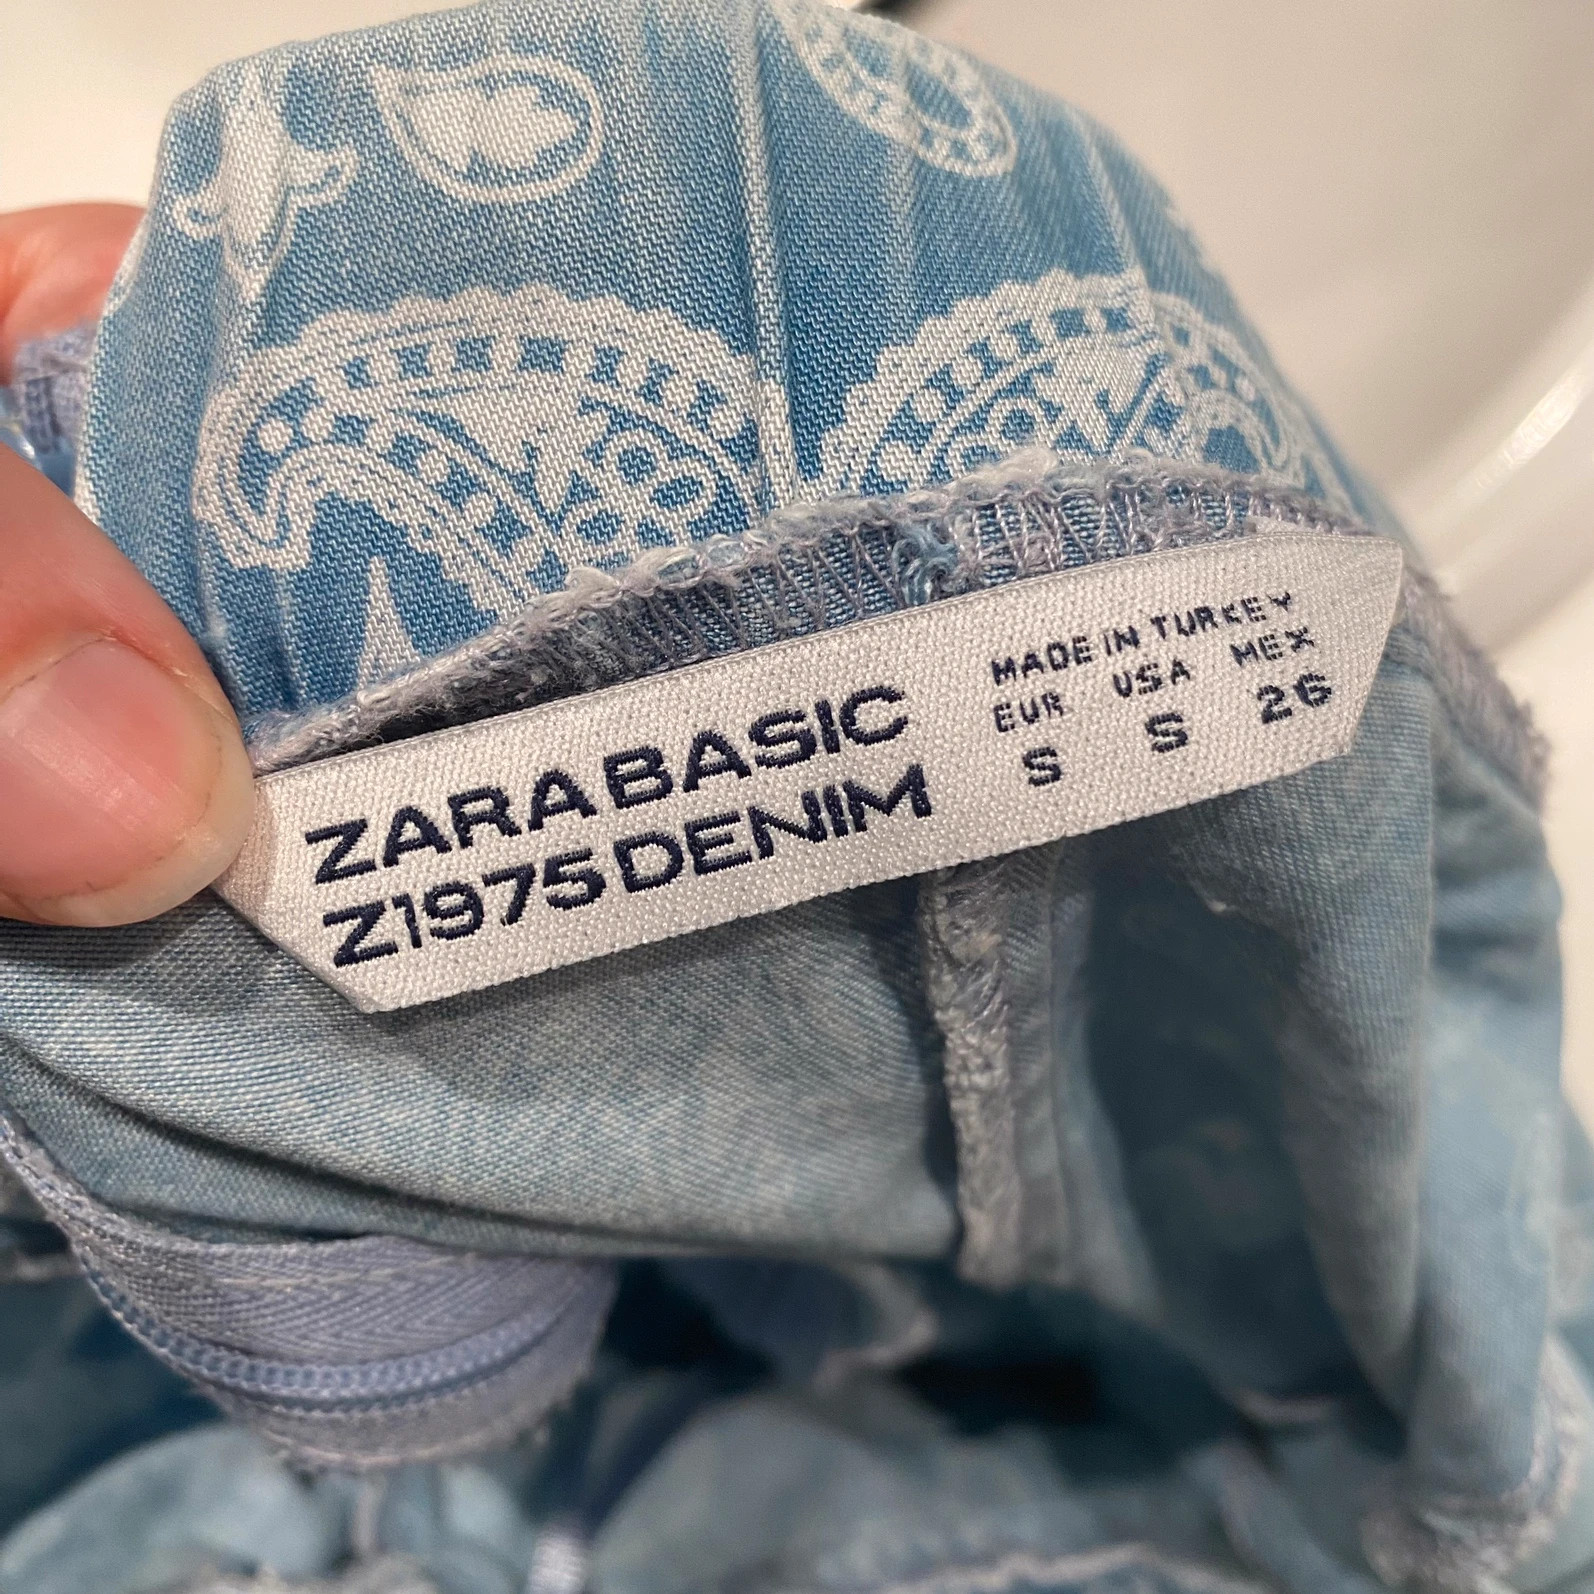 ZARA BASIC
Z1975 DENIM
MADE IN TURKEY
EUR USA MEX
S S 26